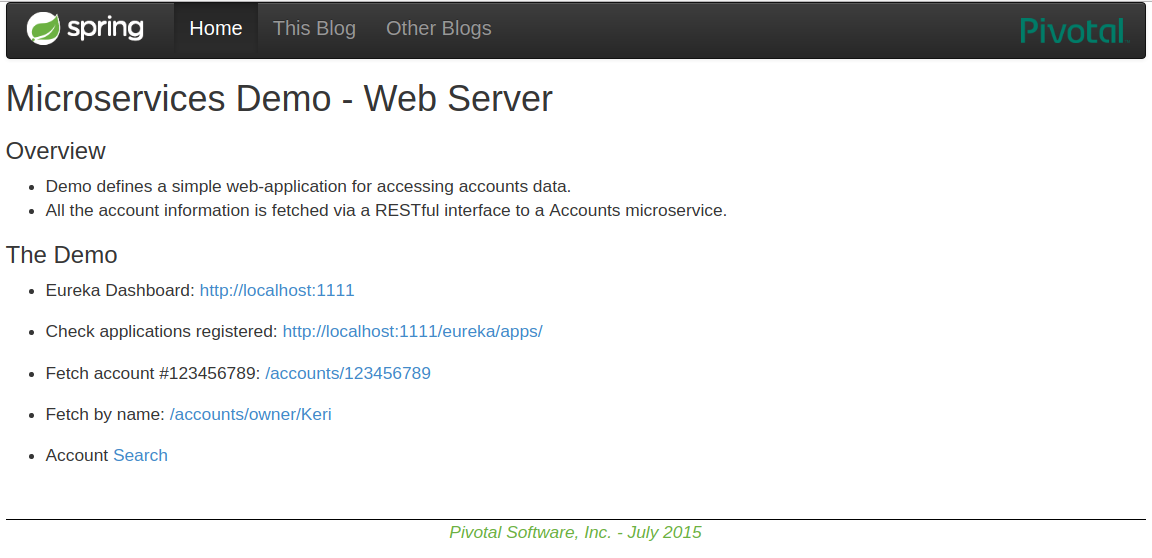 spring Home This Blog Other Blogs Pivotal™
Microservices Demo - Web Server
Overview
• Demo defines a simple web-application for accessing accounts data.
• All the account information is fetched via a RESTful interface to a Accounts microservice.
The Demo
• Eureka Dashboard: http://localhost:1111
• Check applications registered: http://localhost:1111/eureka/apps/
• Fetch account #123456789: /accounts/123456789
• Fetch by name: /accounts/owner/Keri
• Account Search
Pivotal Software, Inc. - July 2015